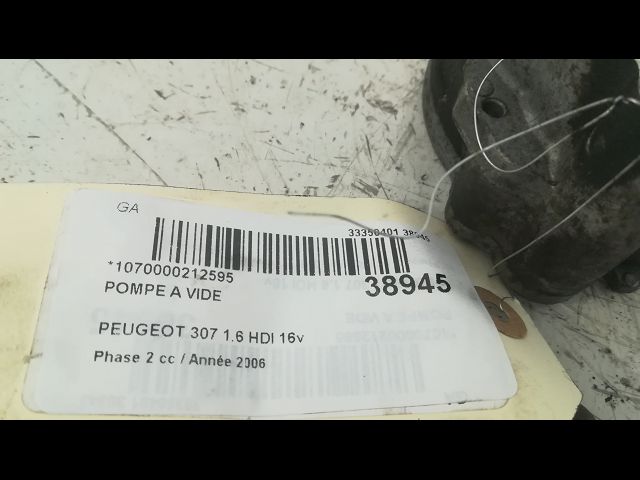 GA
33350401 38945
*1070000212595
38945
POMPE A VIDE
PEUGEOT 307 1.6 HDI 16v
Phase 2 cc / Année 2006